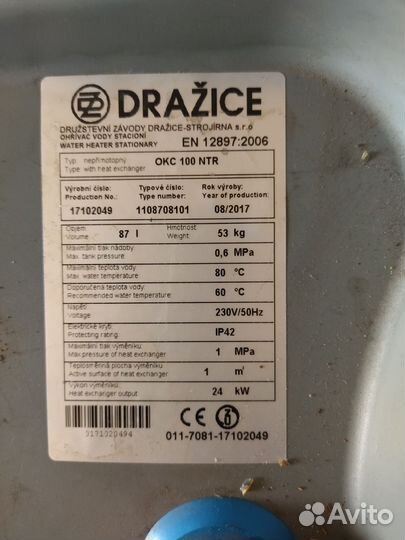 DZ DRAŽICE
DRUŽSTEVNÍ ZÁVODY DRAŽICE-STROJÍRNA s.r.o
OHŘÍVAČ VODY STACIONÍ
WATER HEATER STATIONARY EN 12897:2006
Typ: nepřímotopný OKC 100 NTR
Type: with heat exchanger
Výrobní číslo: Typové číslo: Rok výroby:
Production No.: Type number: Year of production:
17102049 1108708101 08/2017
Objem 87 l Hmotnost 53 kg
Volume Weight
Maximální tlak nádoby 0,6 MPa
Max. tank pressure
Maximální teplota vody 80 °C
Max. water temperature
Doporučená teplota vody 60 °C
Recommended water temperature
Napětí 230V/50Hz
Voltage
Elektrické krytí IP42
Protecting rating
Maximální tlak výměníku 1 MPa
Max.pressure of heat exchanger
Teplosměnná plocha výměníku 1 m²
Active surface of heat exchanger
Výkon výměníku 24 kW
Heat exchanger output
CE
3171020494 011-7081-17102049
Avito